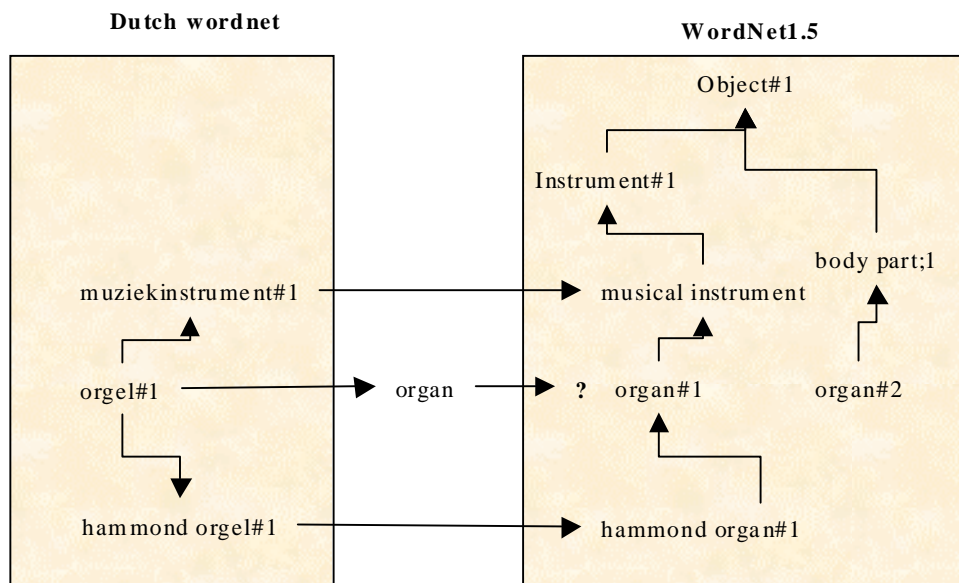 Dutch wordnet
WordNet1.5
Object#1
Instrument#1
body part;1
muziekinstrument#1
musical instrument
orgel#1
organ
?
organ#1
organ#2
hammond orgel#1
hammond organ#1